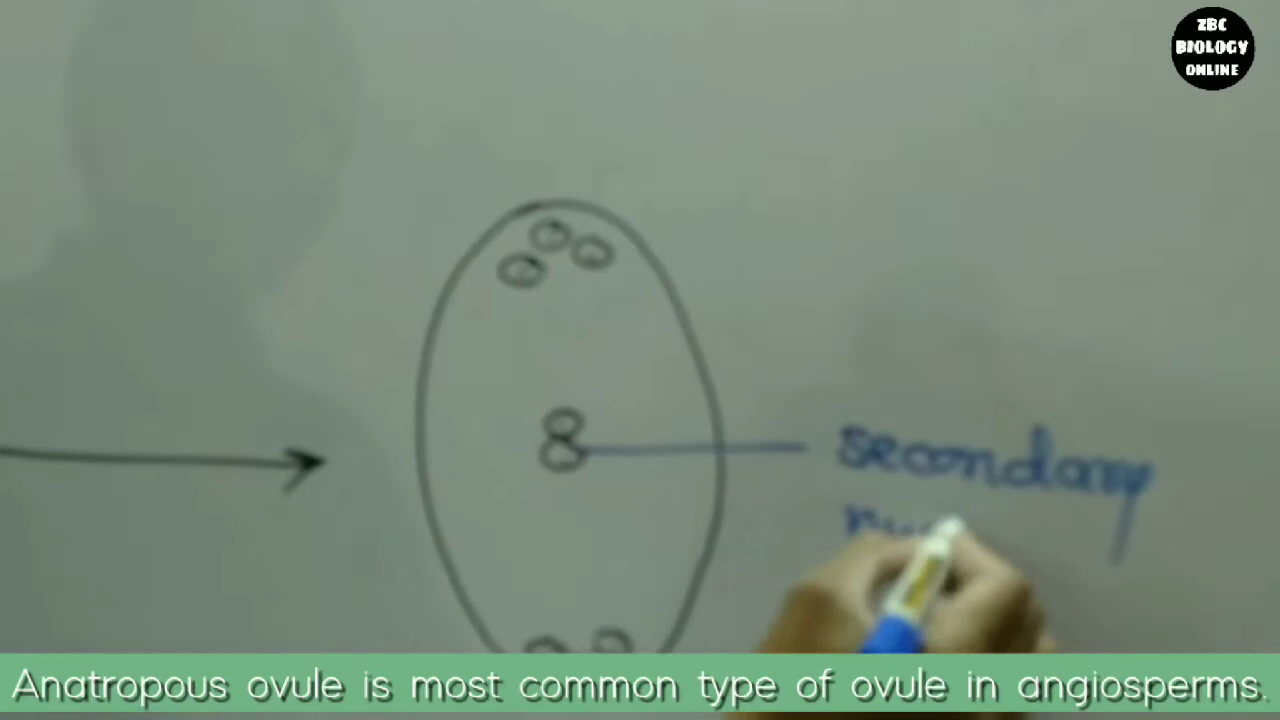 ZBC
BIOLOGY
ONLINE
secondary
Anatropous ovule is most common type of ovule in angiosperms.